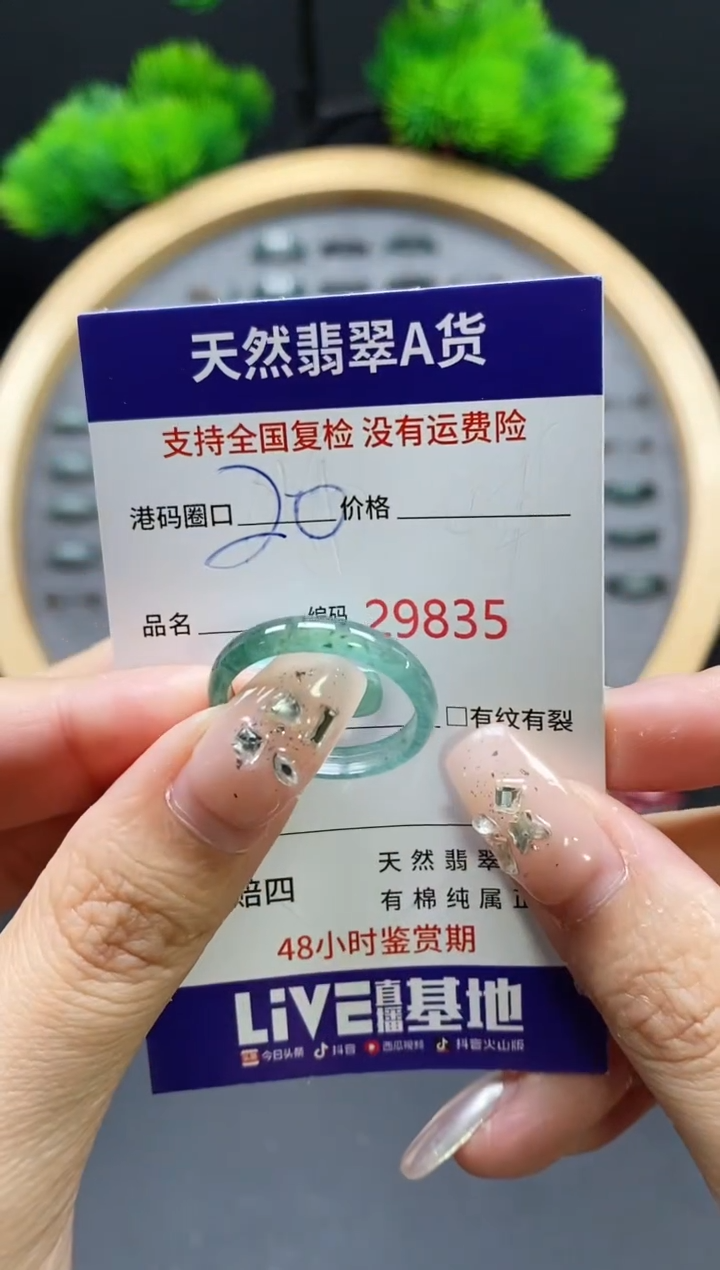 天然翡翠A货
支持全国复检 没有运费险
港码圈口 20 价格
品名 编码 29835
□有纹有裂
赔四 天然翡翠
有棉纯属
48小时鉴赏期
LiVE直播基地
今日头条 抖音 西瓜视频 抖音火山版